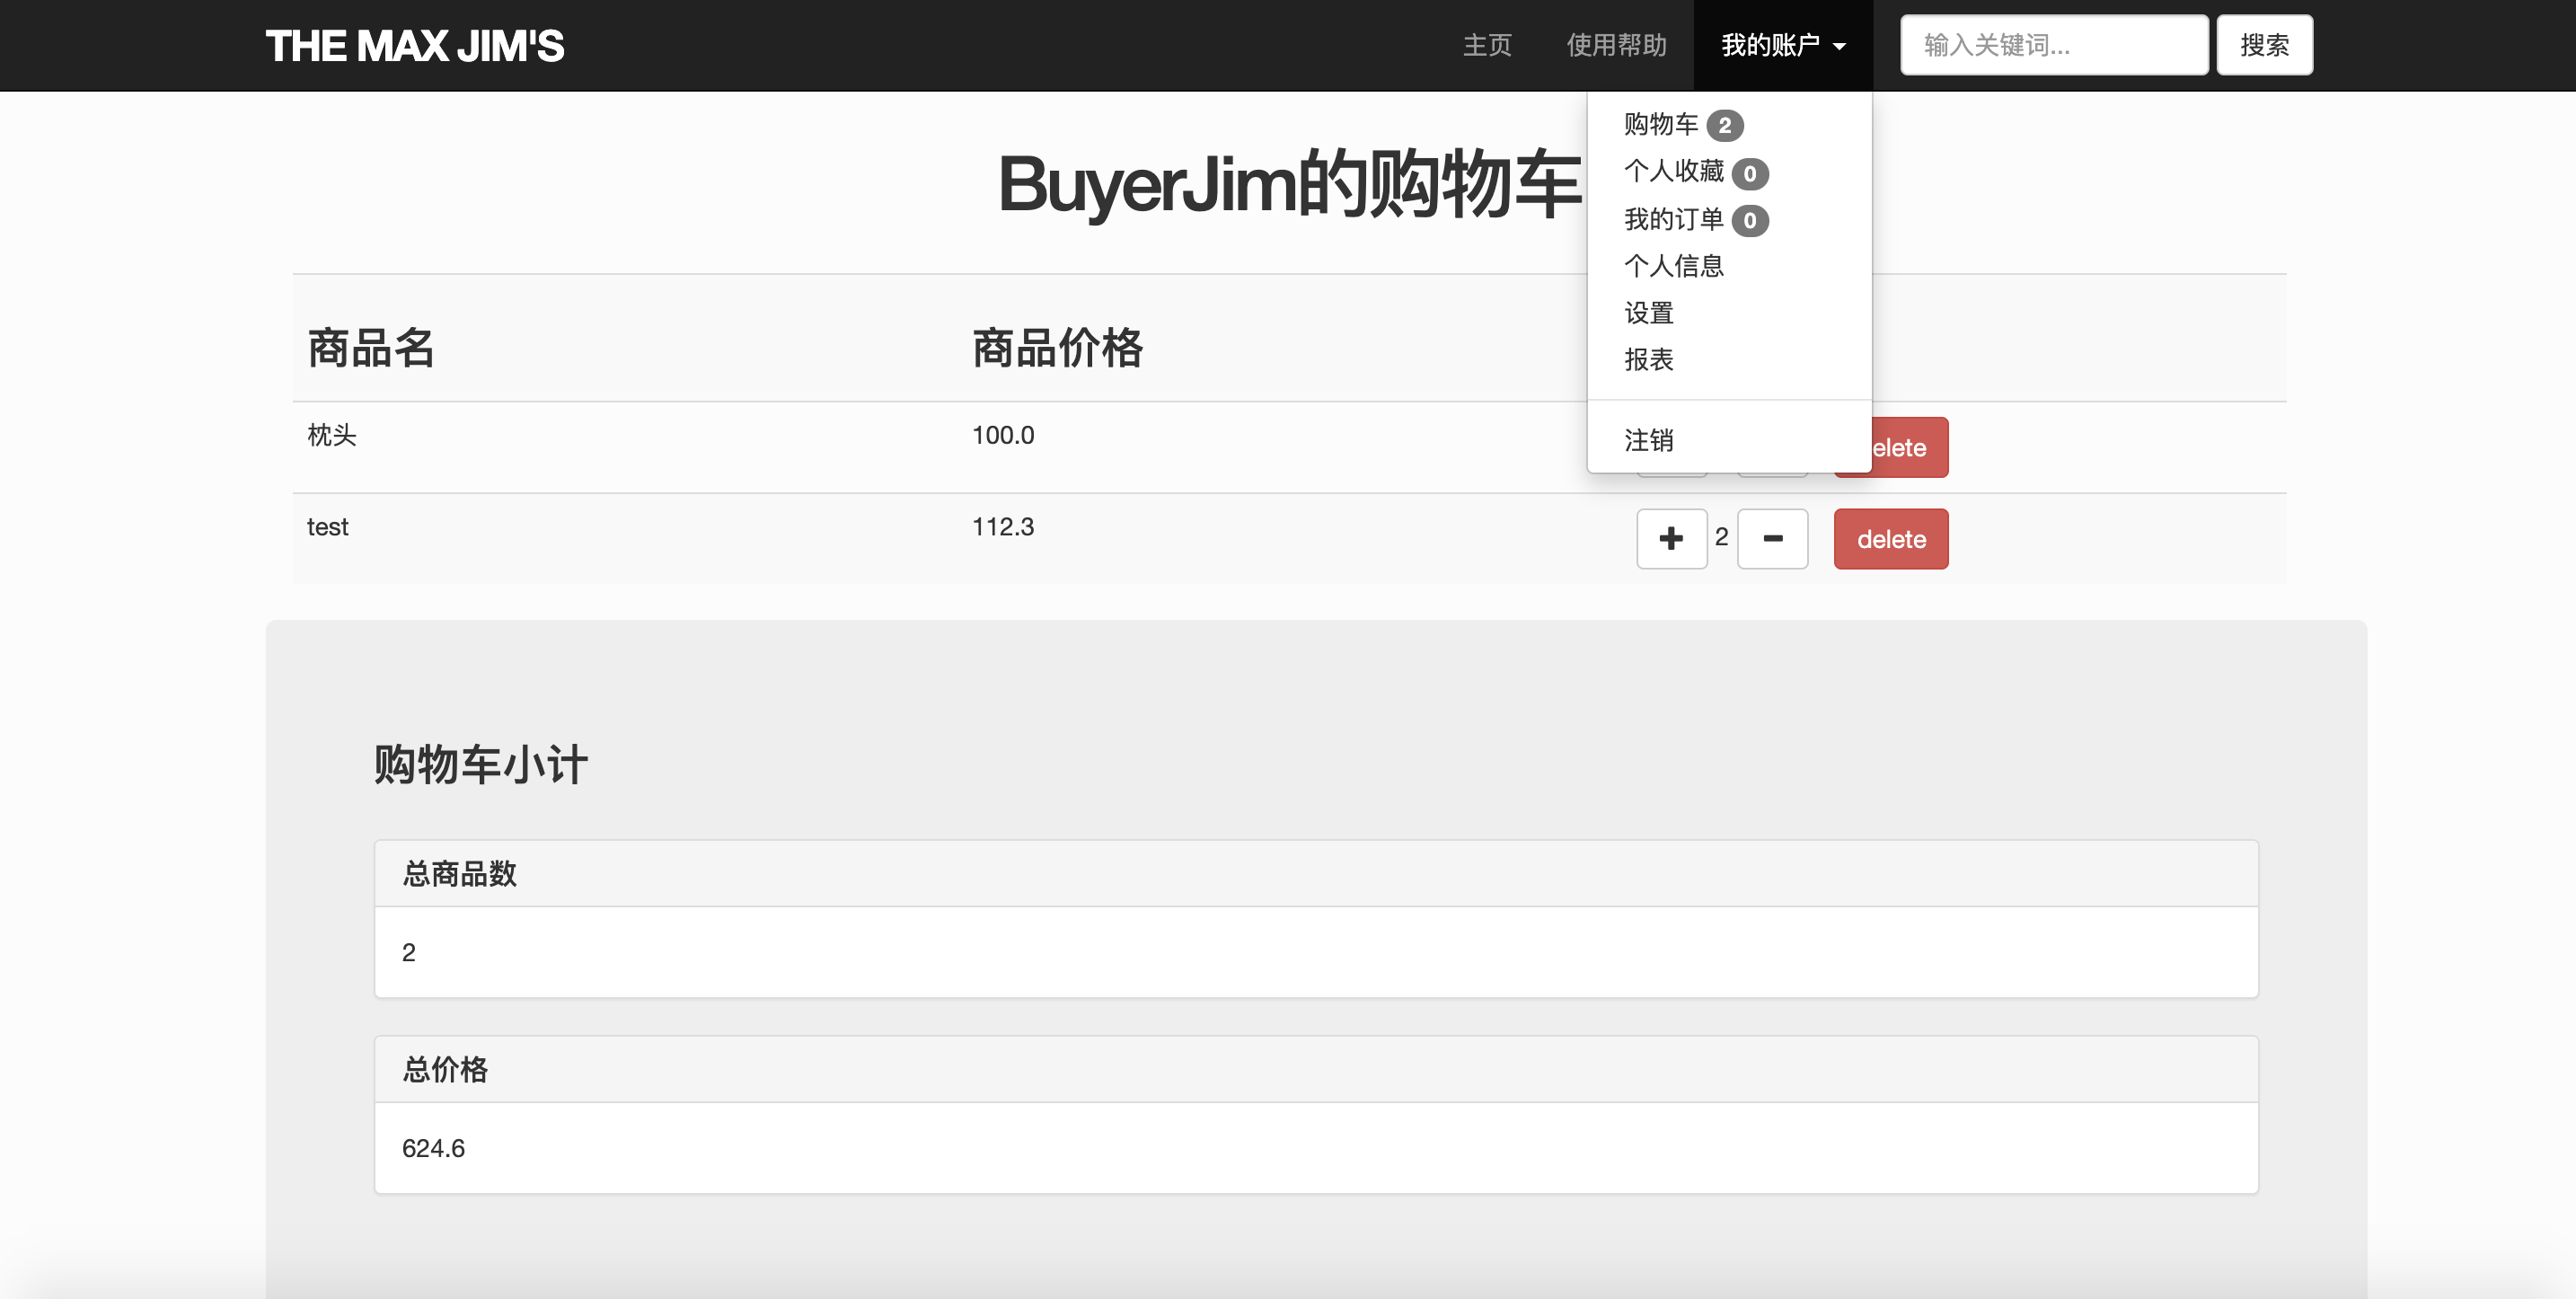 THE MAX JIM'S 主页 使用帮助 我的账户 输入关键词... 搜索
购物车 2
个人收藏 0
我的订单 0
个人信息
设置
报表
注销
BuyerJim的购物车
商品名 商品价格
枕头 100.0 elete
test 112.3 2 delete
购物车小计
总商品数
2
总价格
624.6